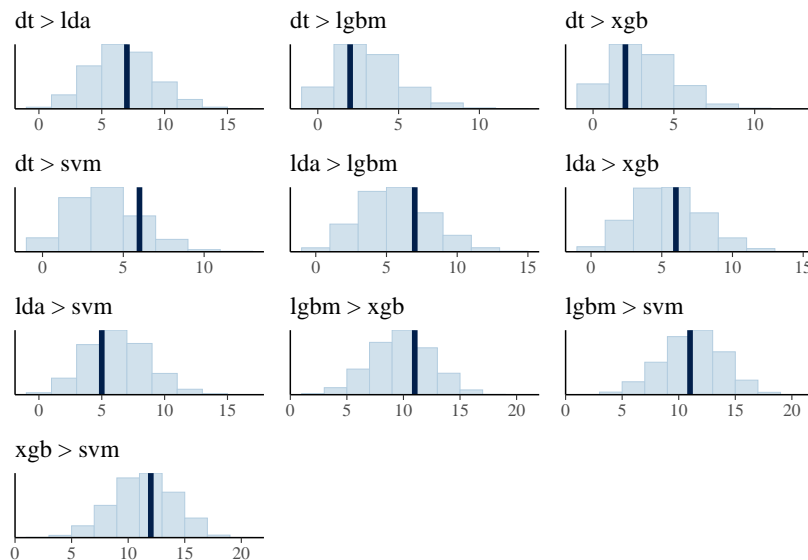 dt > lda
dt > lgbm
dt > xgb
0 5 10 15
0 5 10
0 5 10
dt > svm
lda > lgbm
lda > xgb
0 5 10
0 5 10 15
0 5 10 15
lda > svm
lgbm > xgb
lgbm > svm
0 5 10 15
0 5 10 15 20
0 5 10 15 20
xgb > svm
0 5 10 15 20